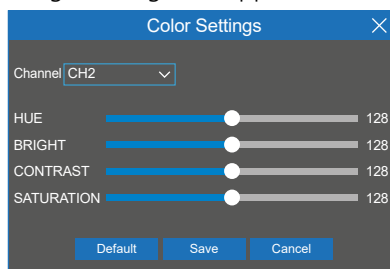 Color Settings
Channel CH2
HUE 128
BRIGHT 128
CONTRAST 128
SATURATION 128
Default Save Cancel